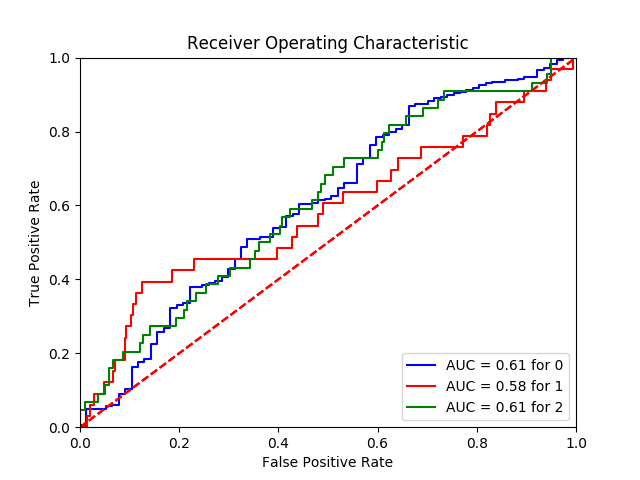 Receiver Operating Characteristic
True Positive Rate
1.0
0.8
0.6
0.4
0.2
0.0
AUC = 0.61 for 0
AUC = 0.58 for 1
AUC = 0.61 for 2
0.0 0.2 0.4 0.6 0.8 1.0
False Positive Rate